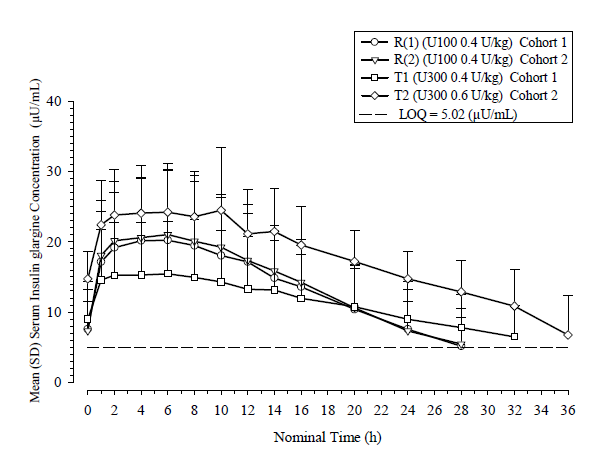 R(1) (U100 0.4 U/kg) Cohort 1
R(2) (U100 0.4 U/kg) Cohort 2
T1 (U300 0.4 U/kg) Cohort 1
T2 (U300 0.6 U/kg) Cohort 2
LOQ = 5.02 (μU/mL)
Mean (SD) Serum Insulin glargine Concentration (μU/mL)
40
30
20
10
0
0 2 4 6 8 10 12 14 16 20 24 28 30 32 34 36
Nominal Time (h)